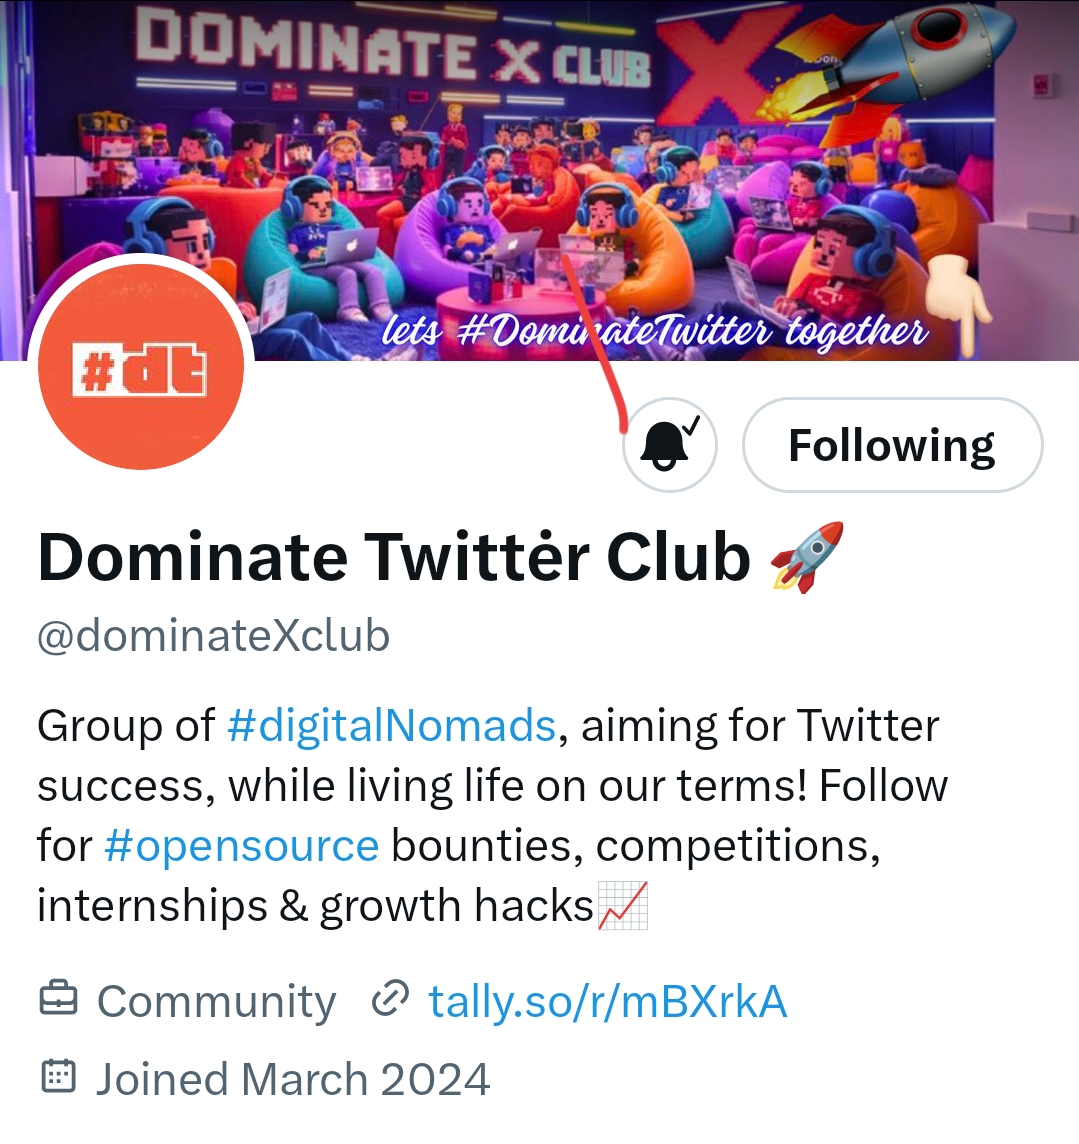 DOMINATE X CLUB
lets #DominateTwitter together
#dt
Following
Dominate Twittėr Club 🚀
@dominateXclub
Group of #digitalNomads, aiming for Twitter
success, while living life on our terms! Follow
for #opensource bounties, competitions,
internships & growth hacks📈
Community tally.so/r/mBXrkA
Joined March 2024